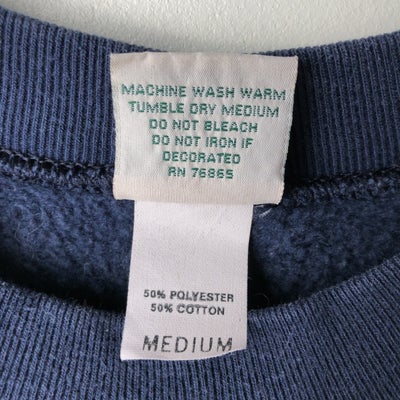 MACHINE WASH WARM
TUMBLE DRY MEDIUM
DO NOT BLEACH
DO NOT IRON IF
DECORATED
RN 76865
50% POLYESTER
50% COTTON
MEDIUM